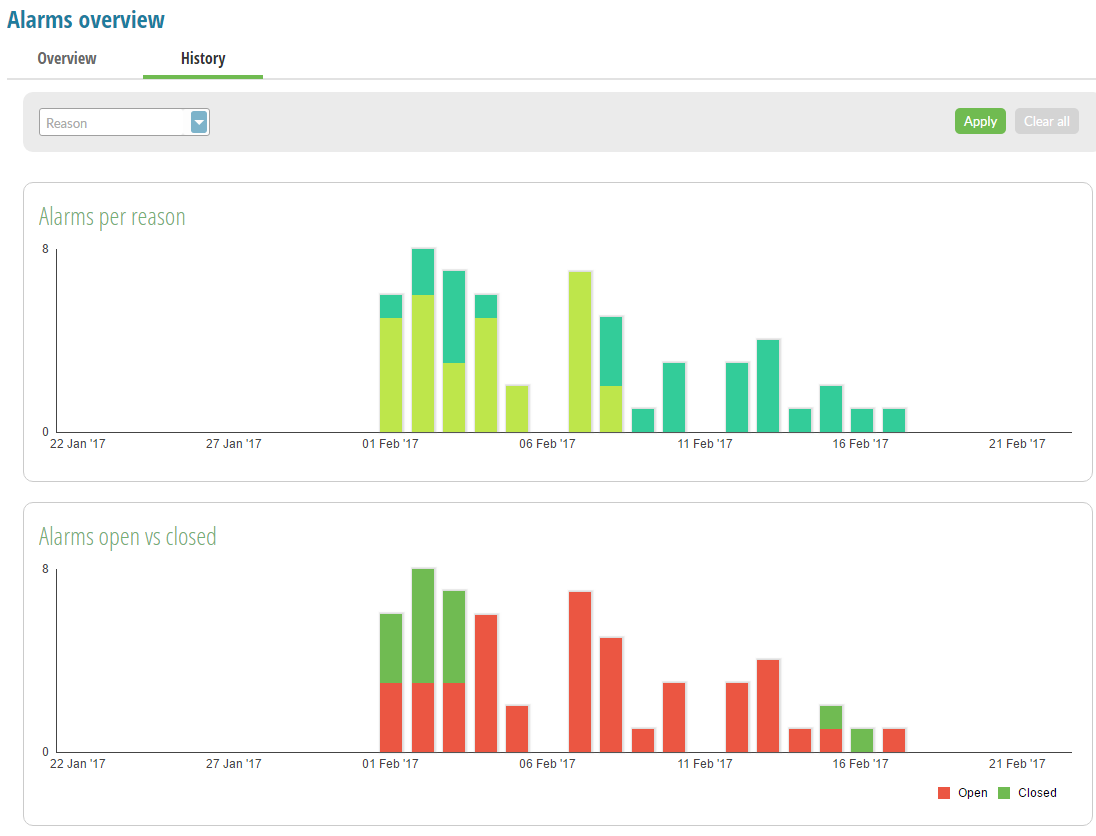 Alarms overview
Overview History
Reason Apply Clear all
Alarms per reason
8
0
22 Jan '17 27 Jan '17 01 Feb '17 06 Feb '17 11 Feb '17 16 Feb '17 21 Feb '17
Alarms open vs closed
8
0
22 Jan '17 27 Jan '17 01 Feb '17 06 Feb '17 11 Feb '17 16 Feb '17 21 Feb '17
Open Closed